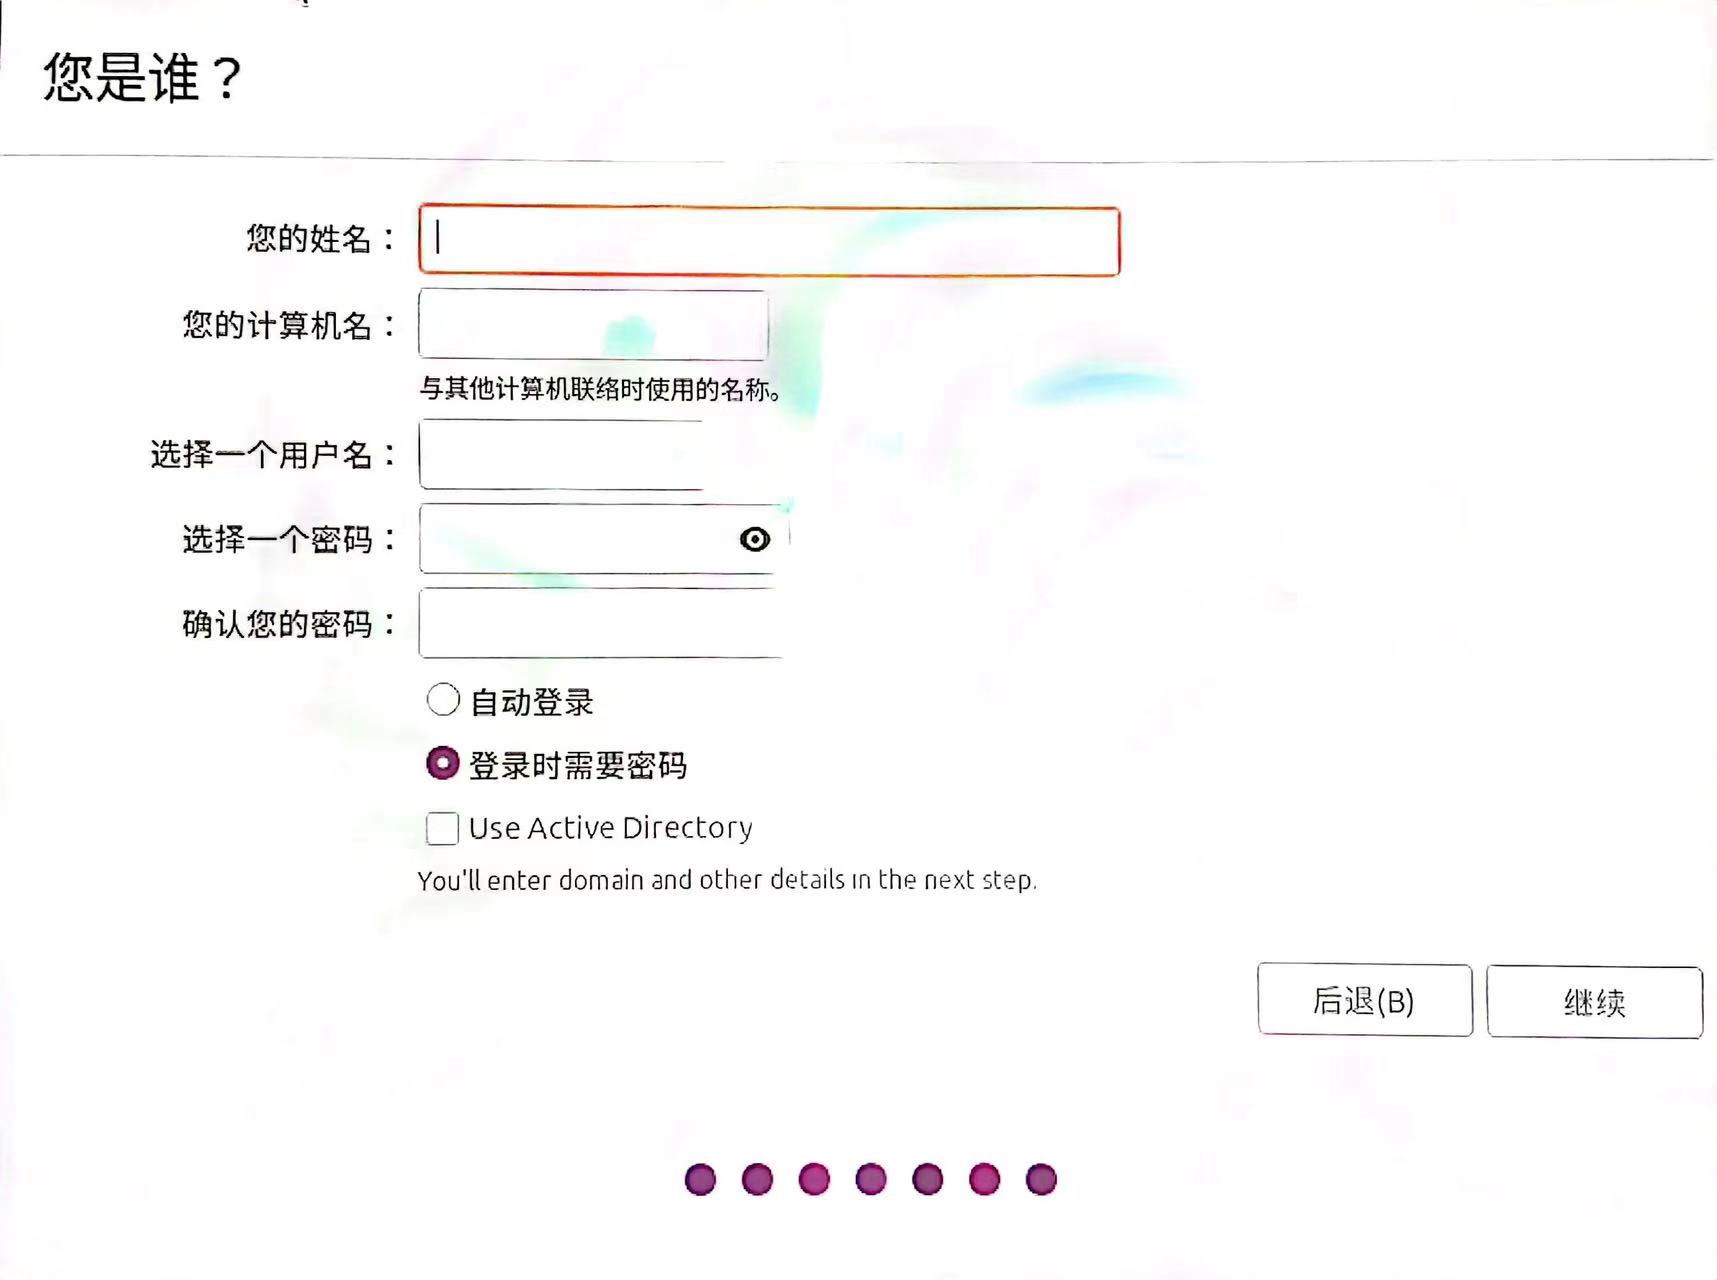 您是谁？
您的姓名：
您的计算机名：
与其他计算机联络时使用的名称。
选择一个用户名：
选择一个密码：
确认您的密码：
自动登录
登录时需要密码
Use Active Directory
You'll enter domain and other details in the next step.
后退(B)
继续